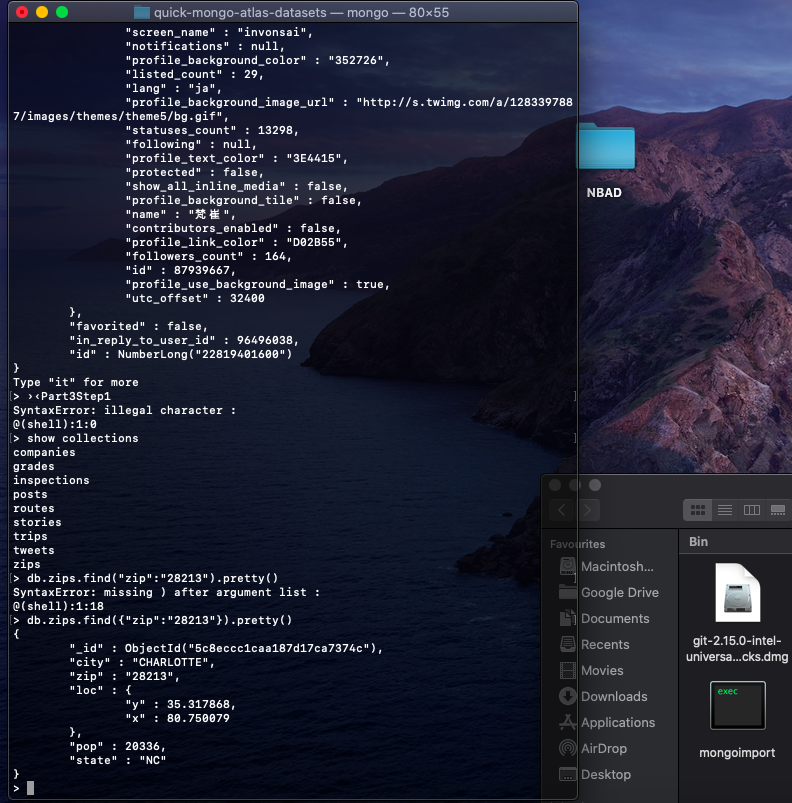 quick-mongo-atlas-datasets — mongo — 80×55
"screen_name" : "invonsai",
"notifications" : null,
"profile_background_color" : "352726",
"listed_count" : 29,
"lang" : "ja",
"profile_background_image_url" : "http://s.twimg.com/a/128339788
7/images/themes/theme5/bg.gif",
"statuses_count" : 13298,
"following" : null,
"profile_text_color" : "3E4415",
"protected" : false,
"show_all_inline_media" : false,
"profile_background_tile" : false,
"name" : "梵崔",
"contributors_enabled" : false,
"profile_link_color" : "D02B55",
"followers_count" : 164,
"id" : 87939667,
"profile_use_background_image" : true,
"utc_offset" : 32400
},
"favorited" : false,
"in_reply_to_user_id" : 96496038,
"id" : NumberLong("22819401600")
}
Type "it" for more
[> ›‹Part3Step1 ]
SyntaxError: illegal character :
@(shell):1:0
[> show collections ]
companies
grades
inspections
posts
routes
stories
trips
tweets
zips
[> db.zips.find("zip":"28213").pretty() ]
SyntaxError: missing ) after argument list :
@(shell):1:18
[> db.zips.find({"zip":"28213"}).pretty() ]
{
"_id" : ObjectId("5c8eccc1caa187d17ca7374c"),
"city" : "CHARLOTTE",
"zip" : "28213",
"loc" : {
"y" : 35.317868,
"x" : 80.750079
},
"pop" : 20336,
"state" : "NC"
}
>
NBAD
Favourites
Macintosh...
Google Drive
Documents
Recents
Movies
Downloads
Applications
AirDrop
Desktop
Bin
git-2.15.0-intel-
universa...cks.dmg
exec
mongoimport